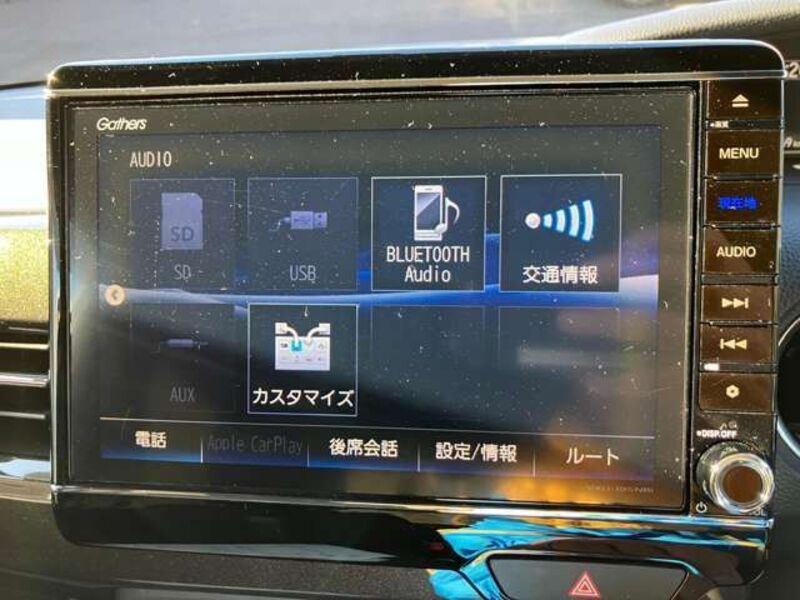 Gathers
AUDIO
SD
SD
USB
BLUETOOTH
Audio
交通情報
AUX
カスタマイズ
電話
Apple CarPlay
後席会話
設定/情報
ルート
MENU
現在地
AUDIO
DISP OFF